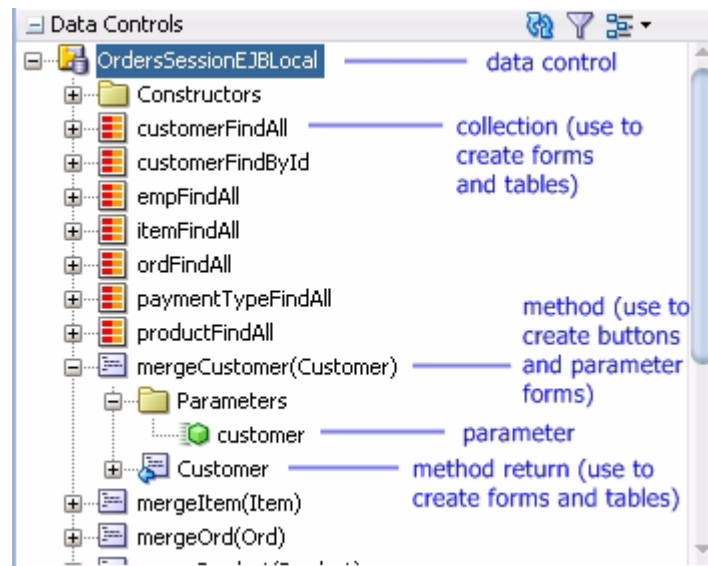 Data Controls
OrdersSessionEJBLocal
data control
Constructors
customerFindAll
collection (use to
create forms
and tables)
customerFindById
empFindAll
itemFindAll
ordFindAll
paymentTypeFindAll
productFindAll
method (use to
create buttons
and parameter
forms)
mergeCustomer(Customer)
Parameters
customer
parameter
Customer
method return (use to
create forms and tables)
mergeItem(Item)
mergeOrd(Ord)